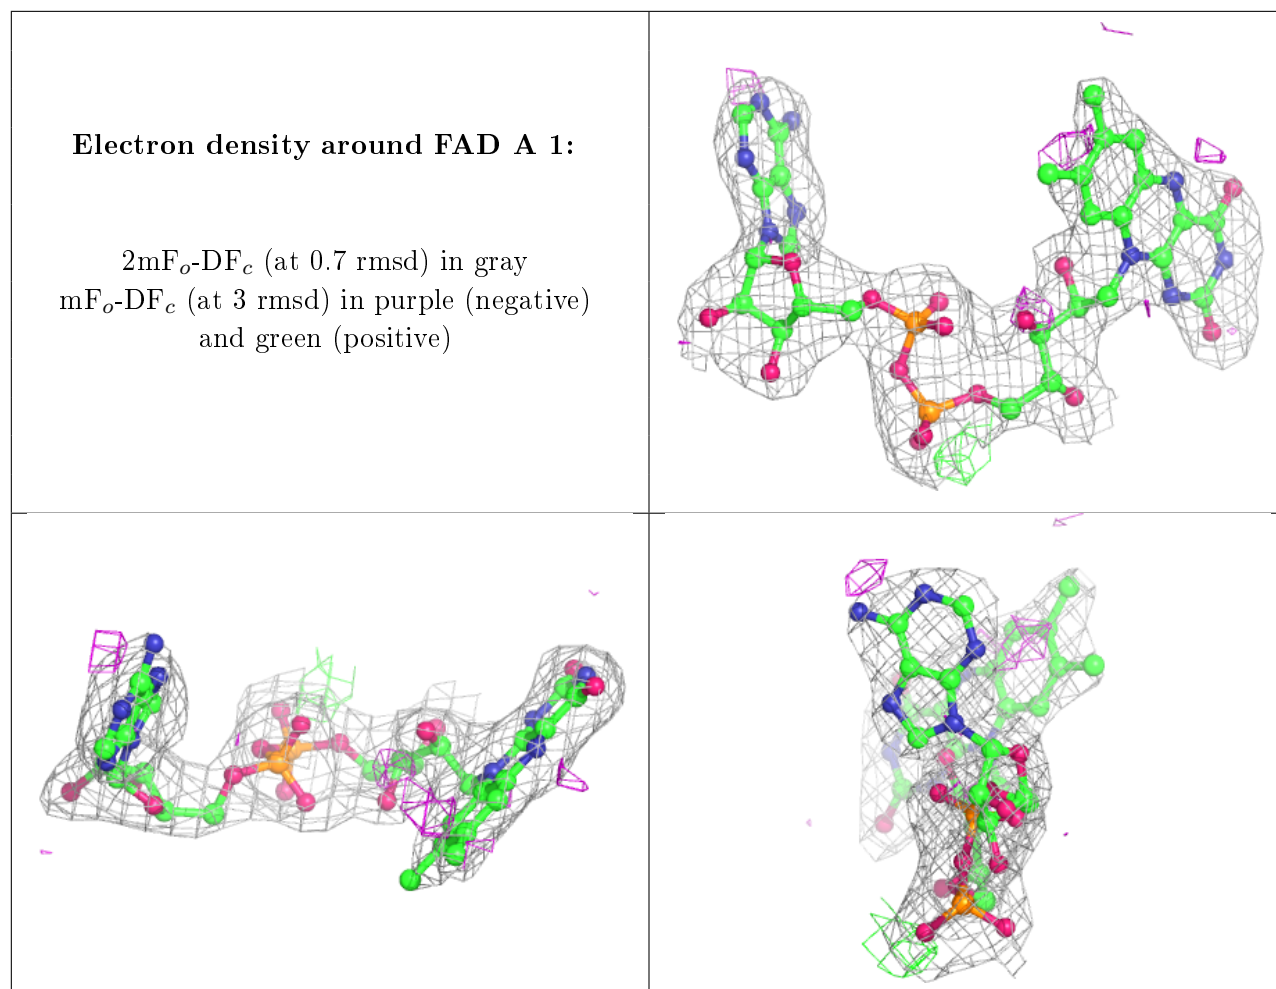 Electron density around FAD A 1:
2mFo-DFc (at 0.7 rmsd) in gray
mFo-DFc (at 3 rmsd) in purple (negative)
and green (positive)